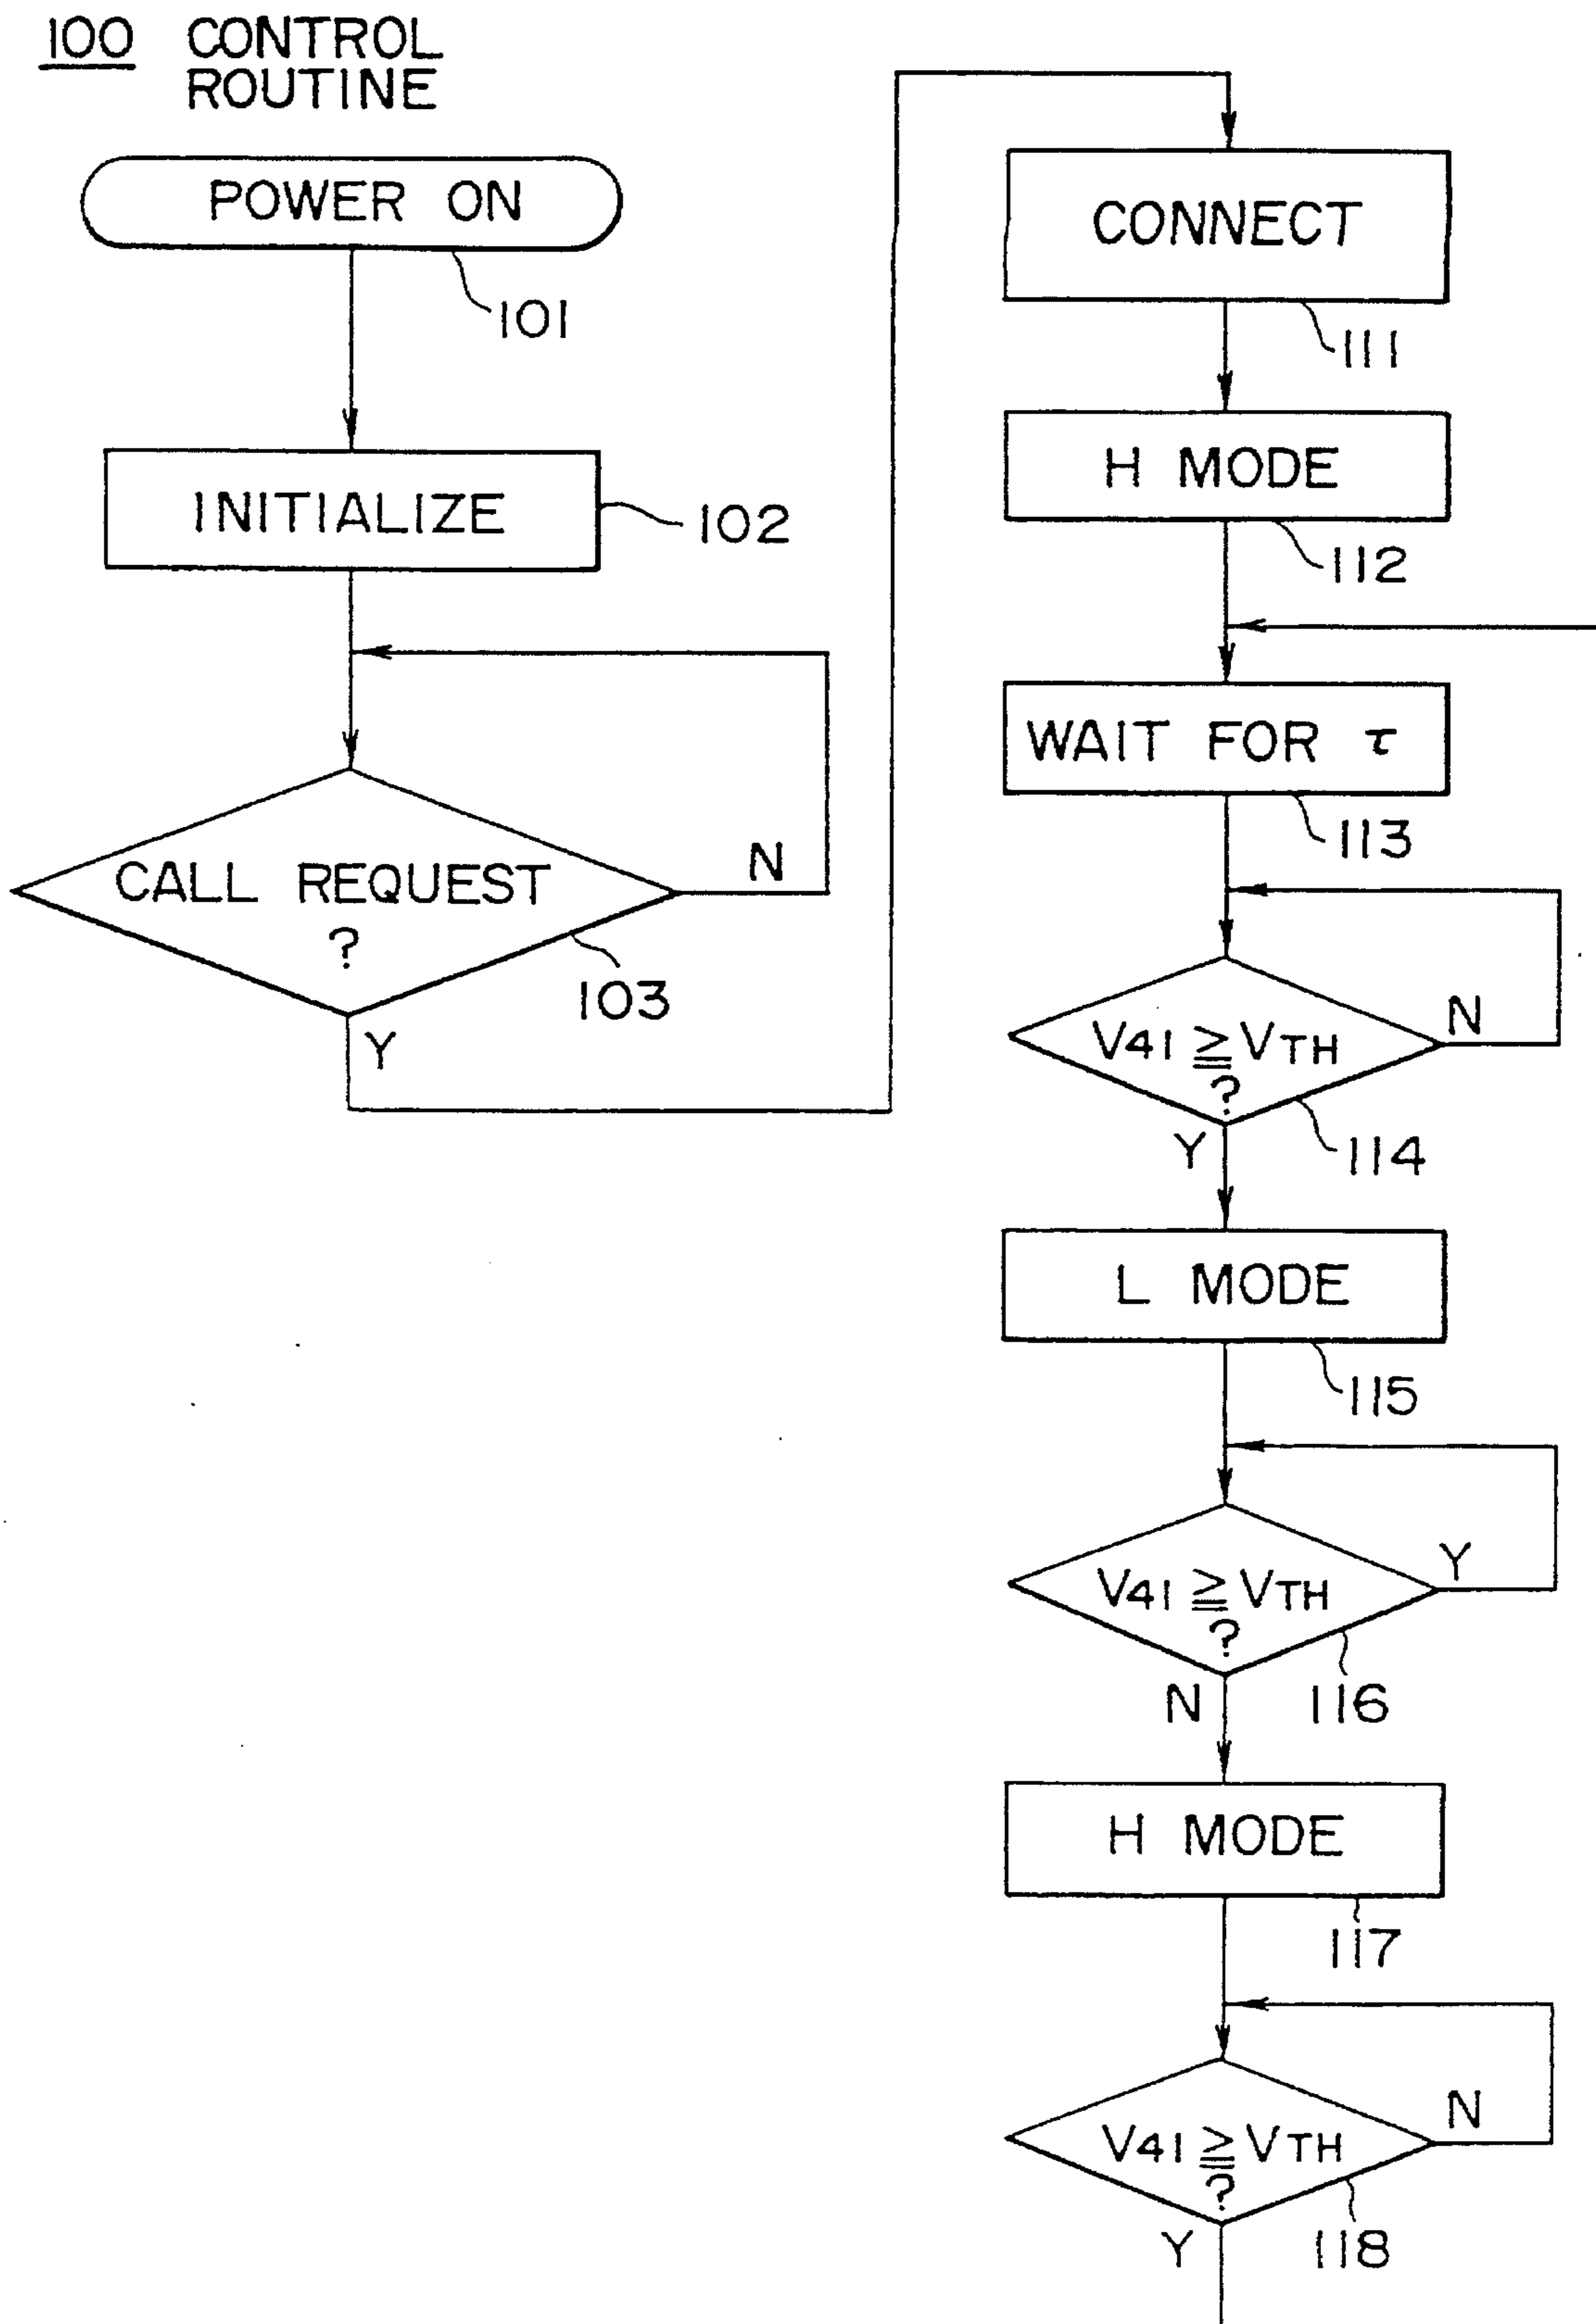 100 CONTROL
ROUTINE
POWER ON
101
INITIALIZE
102
CALL REQUEST
?
N
103
Y
CONNECT
111
H MODE
112
WAIT FOR τ
113
V41 ≧ VTH
?
N
Y
114
L MODE
115
V41 ≧ VTH
?
Y
N
116
H MODE
117
V41 ≧ VTH
?
N
Y
118